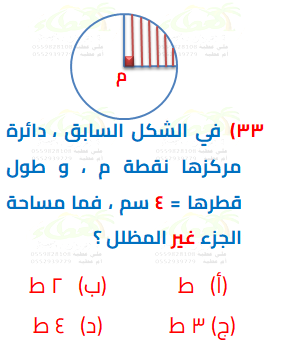 م
٣٣) في الشكل السابق ، دائرة
مركزها نقطة م ، و طول
قطرها = ٤ سم ، فما مساحة
الجزء غير المظلل ؟
(أ) ط (ب) ٢ ط
(ج) ٣ ط (د) ٤ ط